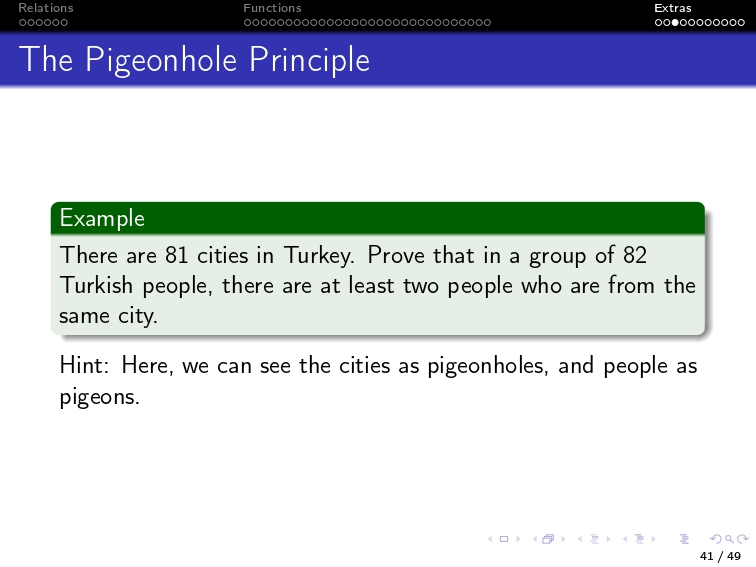 Relations
Functions
Extras
The Pigeonhole Principle
Example
There are 81 cities in Turkey. Prove that in a group of 82
Turkish people, there are at least two people who are from the
same city.
Hint: Here, we can see the cities as pigeonholes, and people as
pigeons.
41 / 49